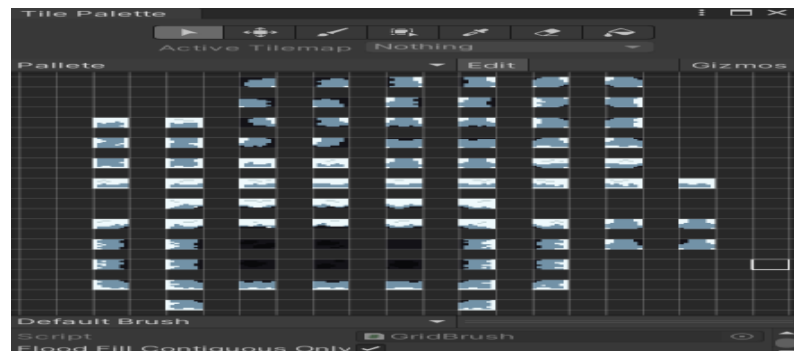 Tile Palette
Active Tilemap Nothing
Pallete Edit Gizmos
Default Brush
Script GridBrush
Flood Fill Contiguous Only